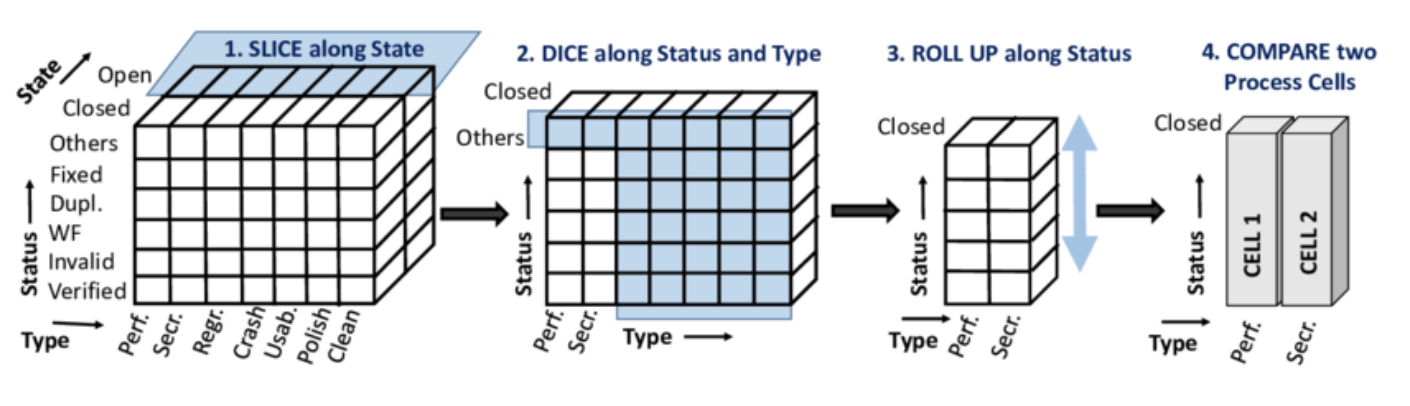 1. SLICE along State
State
Open
Closed
Others
Fixed
Dupl.
WF
Invalid
Verified
Status
Type
Perf.
Secr.
Regr.
Crash
Usab.
Polish
Clean
2. DICE along Status and Type
Closed
Others
Status
Perf.
Secr.
Type
3. ROLL UP along Status
Closed
Status
Type
Perf.
Secr.
4. COMPARE two
Process Cells
Closed
Status
CELL 1
CELL 2
Type
Perf.
Secr.